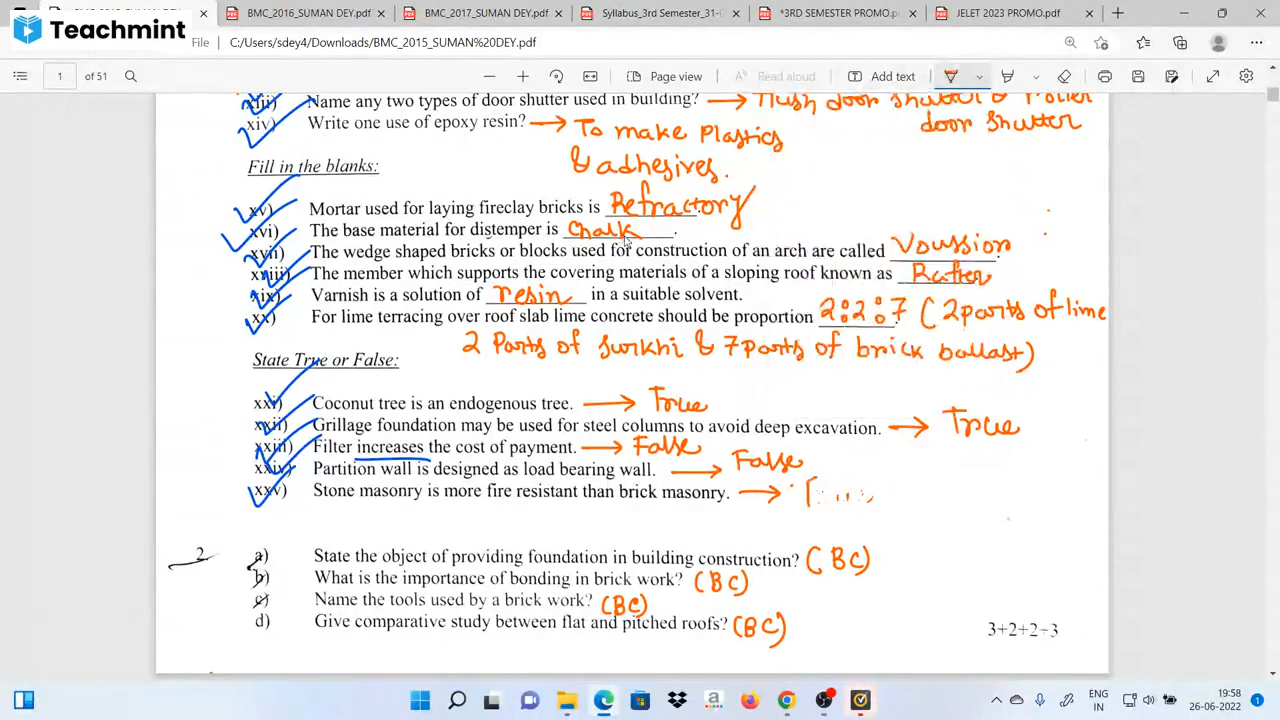 BMC_2016_SUMAN DEY.pdf
BMC_2017_SUMAN DEY.pdf
Syllabus_3rd Semester_31-
*3RD SEMESTER PROMO.pdf
JELET 2023 PROMO.pdf
Teachmint
File C:/Users/sdey4/Downloads/BMC_2015_SUMAN%20DEY.pdf
1 of 51
Page view
Read aloud
Add text
xiii) Name any two types of door shutter used in building? → Flush door shutter & roller
door shutter
xiv) Write one use of epoxy resin? → To make Plastics
& adhesives.
Fill in the blanks:
xv) Mortar used for laying fireclay bricks is Refractory
xvi) The base material for distemper is Chalk.
xvii) The wedge shaped bricks or blocks used for construction of an arch are called Voussion
xviii) The member which supports the covering materials of a sloping roof known as Rafter
xix) Varnish is a solution of resin in a suitable solvent.
xx) For lime terracing over roof slab lime concrete should be proportion 2:2:7. (2 parts of lime
2 Parts of Surkhi & 7 parts of brick ballast)
State True or False:
xxi) Coconut tree is an endogenous tree. → True
xxii) Grillage foundation may be used for steel columns to avoid deep excavation. → True
xxiii) Filter increases the cost of payment. → False
xxiv) Partition wall is designed as load bearing wall. → False
xxv) Stone masonry is more fire resistant than brick masonry. →
2 a) State the object of providing foundation in building construction? (BC)
b) What is the importance of bonding in brick work? (BC)
c) Name the tools used by a brick work? (BC)
d) Give comparative study between flat and pitched roofs? (BC)
3+2+2+3
ENG
IN
19:58
26-06-2022